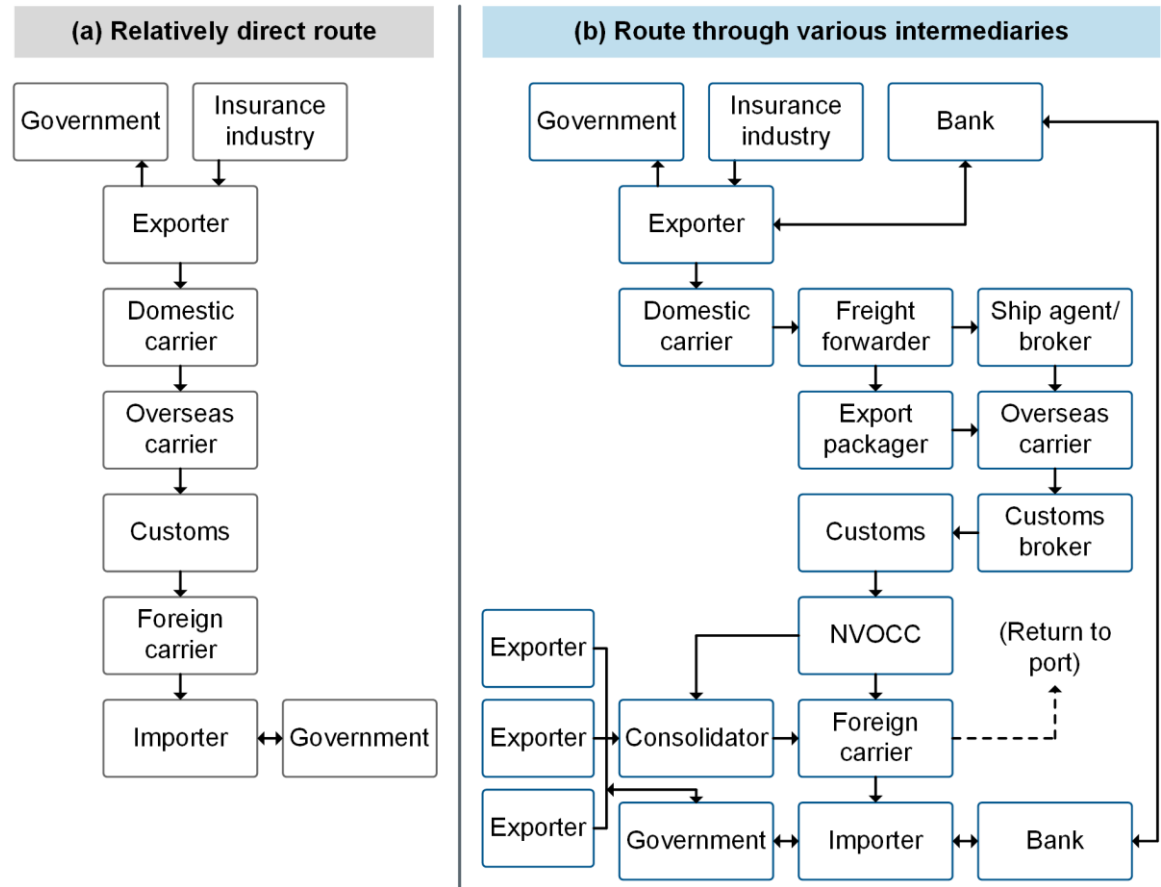 (a) Relatively direct route
Government
Insurance
industry
Exporter
Domestic
carrier
Overseas
carrier
Customs
Foreign
carrier
Importer
Government
(b) Route through various intermediaries
Government
Insurance
industry
Bank
Exporter
Domestic
carrier
Freight
forwarder
Ship agent/
broker
Export
packager
Overseas
carrier
Customs
Customs
broker
Exporter
NVOCC
(Return to
port)
Exporter
Consolidator
Foreign
carrier
Exporter
Government
Importer
Bank